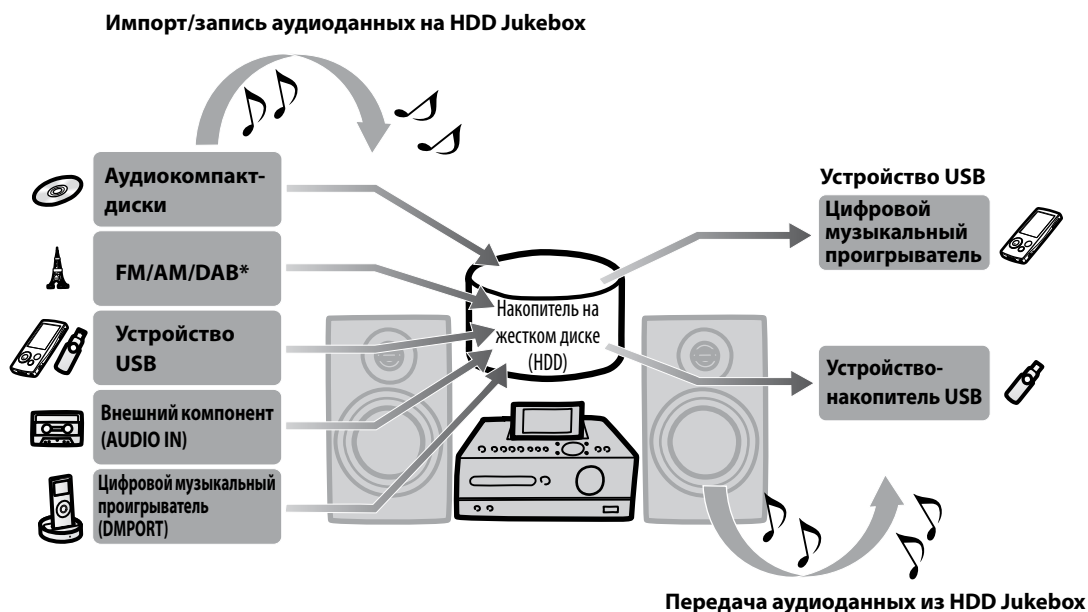 Импорт/запись аудиоданных на HDD Jukebox
Аудиокомпакт-
диски
FM/AM/DAB*
Устройство
USB
Внешний компонент
(AUDIO IN)
Цифровой музыкальный
проигрыватель
(DMPORT)
Накопитель на
жестком диске
(HDD)
Устройство USB
Цифровой
музыкальный
проигрыватель
Устройство-
накопитель USB
Передача аудиоданных из HDD Jukebox